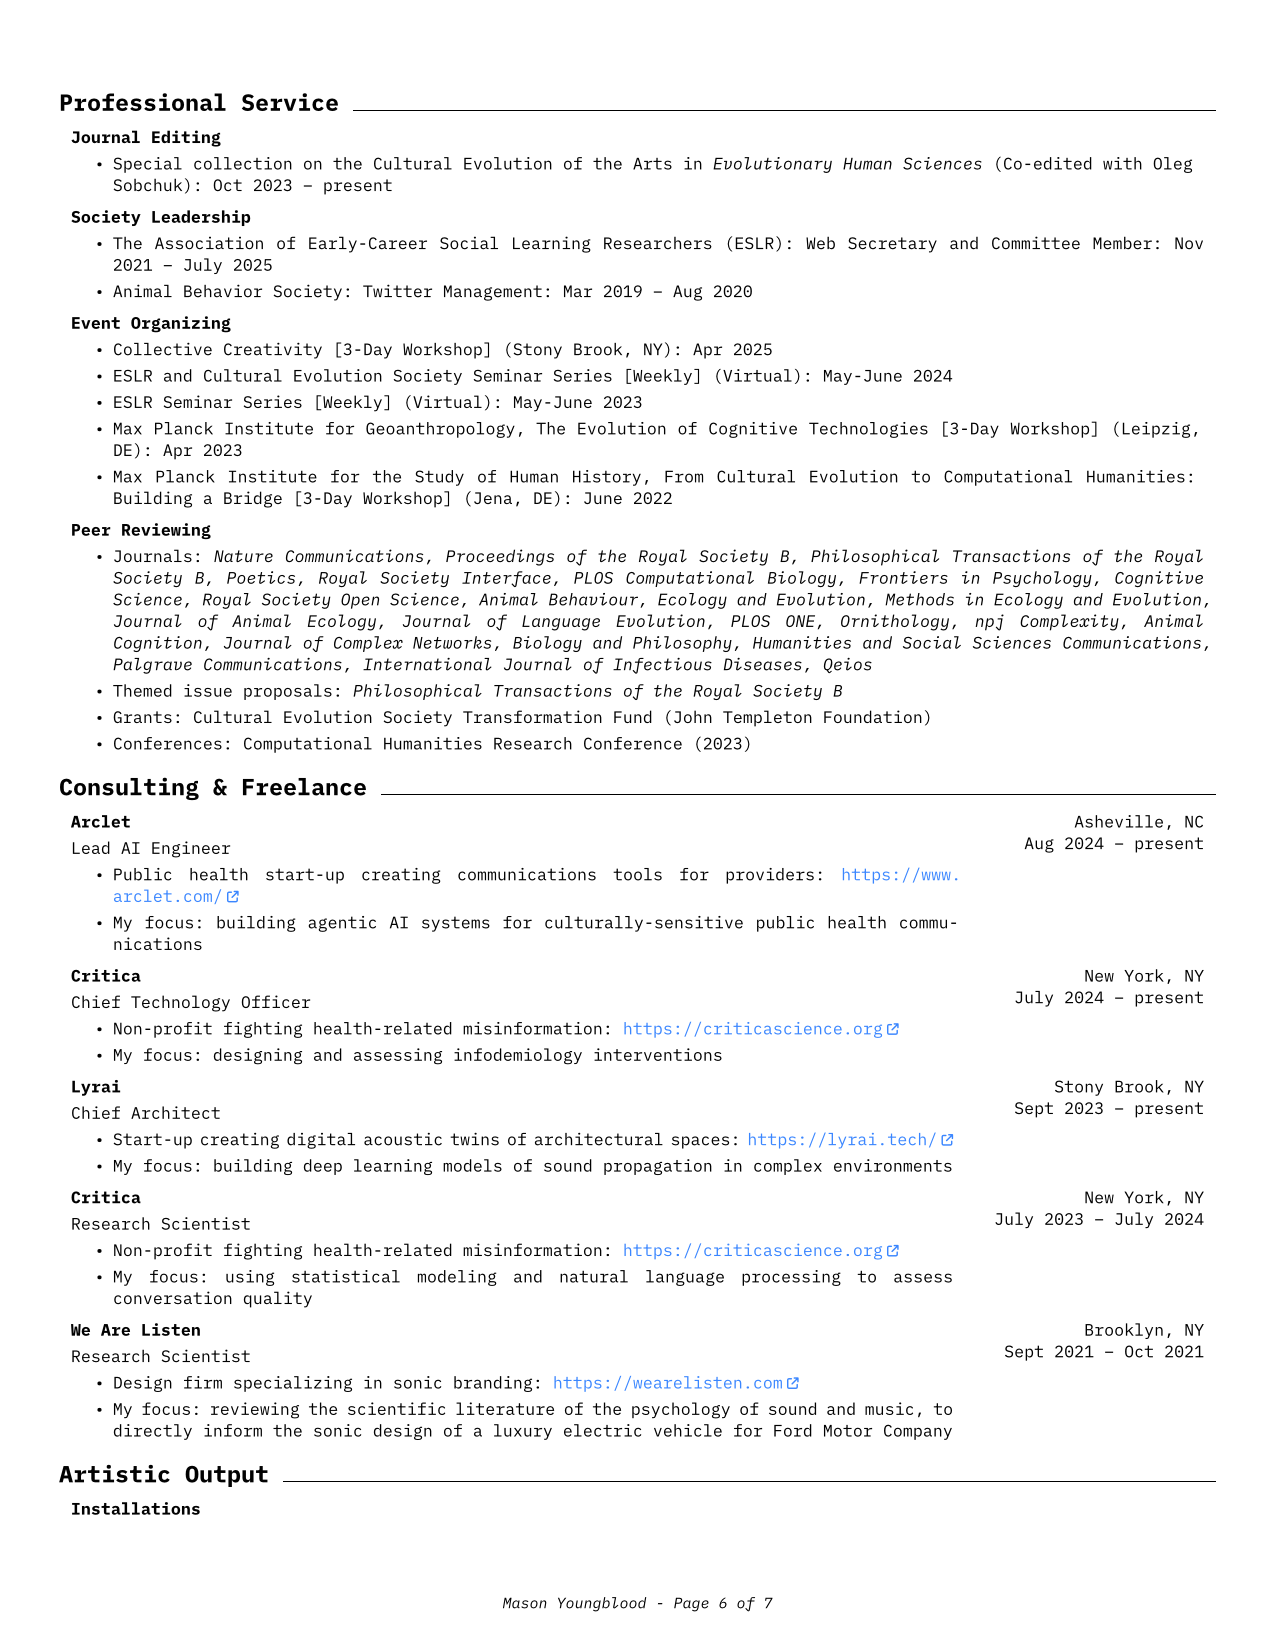 Professional Service
Journal Editing
• Special collection on the Cultural Evolution of the Arts in Evolutionary Human Sciences (Co-edited with Oleg
Sobchuk): Oct 2023 – present
Society Leadership
• The Association of Early-Career Social Learning Researchers (ESLR): Web Secretary and Committee Member: Nov
2021 – July 2025
• Animal Behavior Society: Twitter Management: Mar 2019 – Aug 2020
Event Organizing
• Collective Creativity [3-Day Workshop] (Stony Brook, NY): Apr 2025
• ESLR and Cultural Evolution Society Seminar Series [Weekly] (Virtual): May-June 2024
• ESLR Seminar Series [Weekly] (Virtual): May-June 2023
• Max Planck Institute for Geoanthropology, The Evolution of Cognitive Technologies [3-Day Workshop] (Leipzig,
DE): Apr 2023
• Max Planck Institute for the Study of Human History, From Cultural Evolution to Computational Humanities:
Building a Bridge [3-Day Workshop] (Jena, DE): June 2022
Peer Reviewing
• Journals: Nature Communications, Proceedings of the Royal Society B, Philosophical Transactions of the Royal
Society B, Poetics, Royal Society Interface, PLOS Computational Biology, Frontiers in Psychology, Cognitive
Science, Royal Society Open Science, Animal Behaviour, Ecology and Evolution, Methods in Ecology and Evolution,
Journal of Animal Ecology, Journal of Language Evolution, PLOS ONE, Ornithology, npj Complexity, Animal
Cognition, Journal of Complex Networks, Biology and Philosophy, Humanities and Social Sciences Communications,
Palgrave Communications, International Journal of Infectious Diseases, Qeios
• Themed issue proposals: Philosophical Transactions of the Royal Society B
• Grants: Cultural Evolution Society Transformation Fund (John Templeton Foundation)
• Conferences: Computational Humanities Research Conference (2023)
Consulting & Freelance
Arclet
Asheville, NC
Lead AI Engineer
Aug 2024 – present
• Public health start-up creating communications tools for providers: https://www.
arclet.com/
• My focus: building agentic AI systems for culturally-sensitive public health commu-
nications
Critica
New York, NY
Chief Technology Officer
July 2024 – present
• Non-profit fighting health-related misinformation: https://criticascience.org
• My focus: designing and assessing infodemiology interventions
Lyrai
Stony Brook, NY
Chief Architect
Sept 2023 – present
• Start-up creating digital acoustic twins of architectural spaces: https://lyrai.tech/
• My focus: building deep learning models of sound propagation in complex environments
Critica
New York, NY
Research Scientist
July 2023 – July 2024
• Non-profit fighting health-related misinformation: https://criticascience.org
• My focus: using statistical modeling and natural language processing to assess
conversation quality
We Are Listen
Brooklyn, NY
Research Scientist
Sept 2021 – Oct 2021
• Design firm specializing in sonic branding: https://wearelisten.com
• My focus: reviewing the scientific literature of the psychology of sound and music, to
directly inform the sonic design of a luxury electric vehicle for Ford Motor Company
Artistic Output
Installations
Mason Youngblood - Page 6 of 7